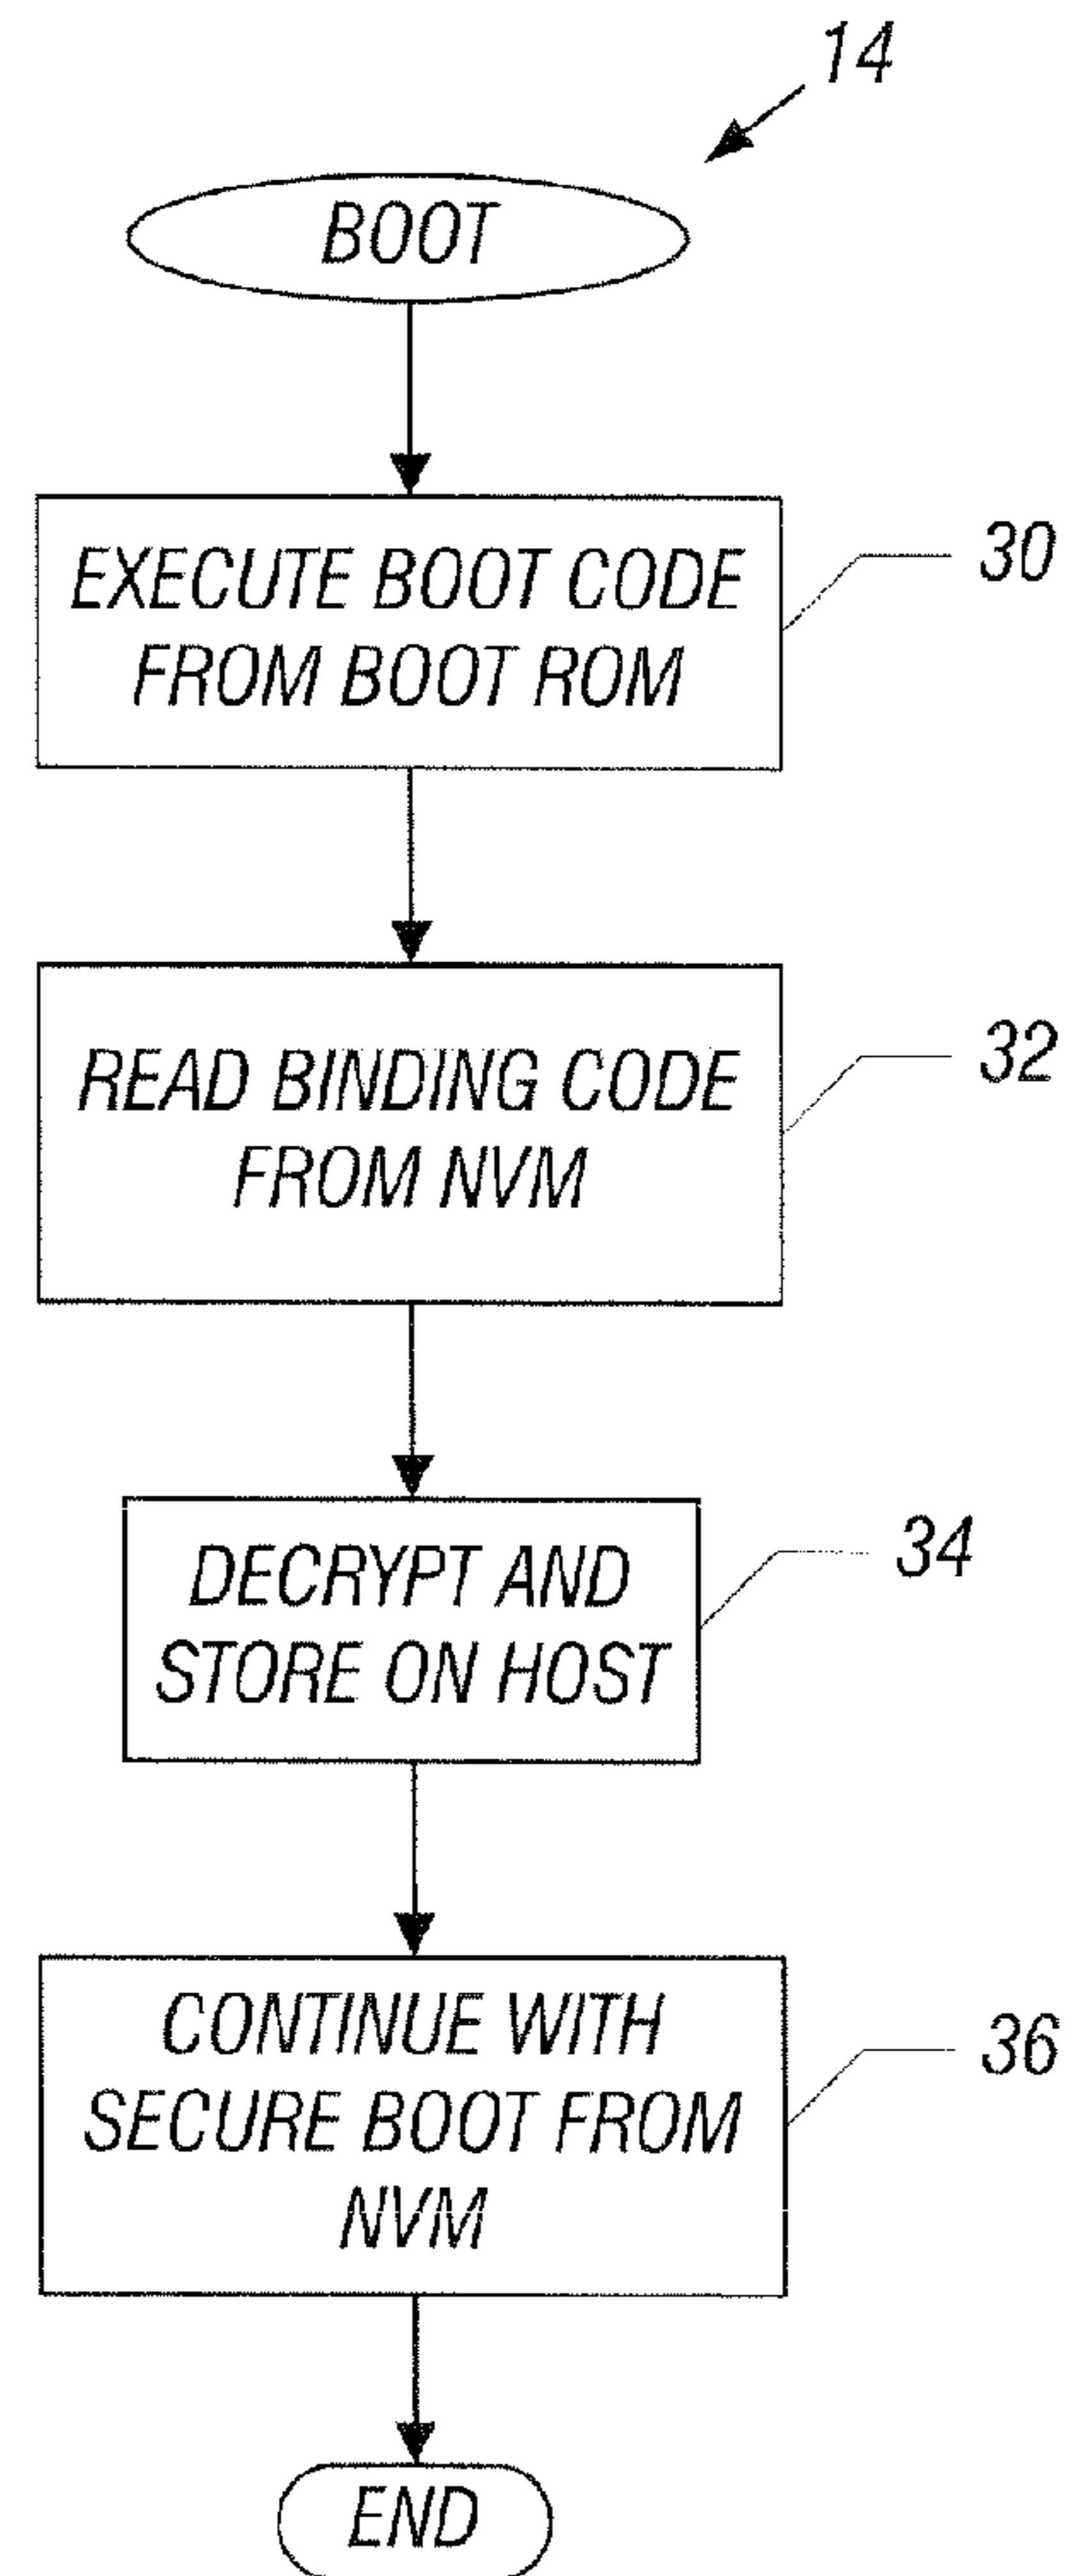 14
BOOT
EXECUTE BOOT CODE
FROM BOOT ROM
30
READ BINDING CODE
FROM NVM
32
DECRYPT AND
STORE ON HOST
34
CONTINUE WITH
SECURE BOOT FROM
NVM
36
END